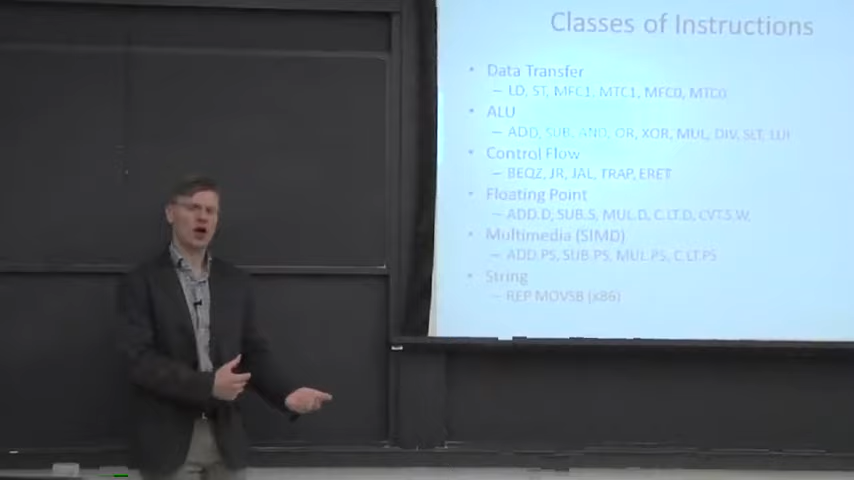 Classes of Instructions
• Data Transfer
– LD, ST, MFC1, MTC1, MFC0, MTC0
• ALU
– ADD, SUB, AND, OR, XOR, MUL, DIV, SLT, LUI
• Control Flow
– BEQZ, JR, JAL, TRAP, ERET
• Floating Point
– ADD.D, SUB.S, MUL.D, C.LT.D, CVT.S.W,
• Multimedia (SIMD)
– ADD.PS, SUB.PS, MUL.PS, C.LT.PS
• String
– REP MOVSB (x86)